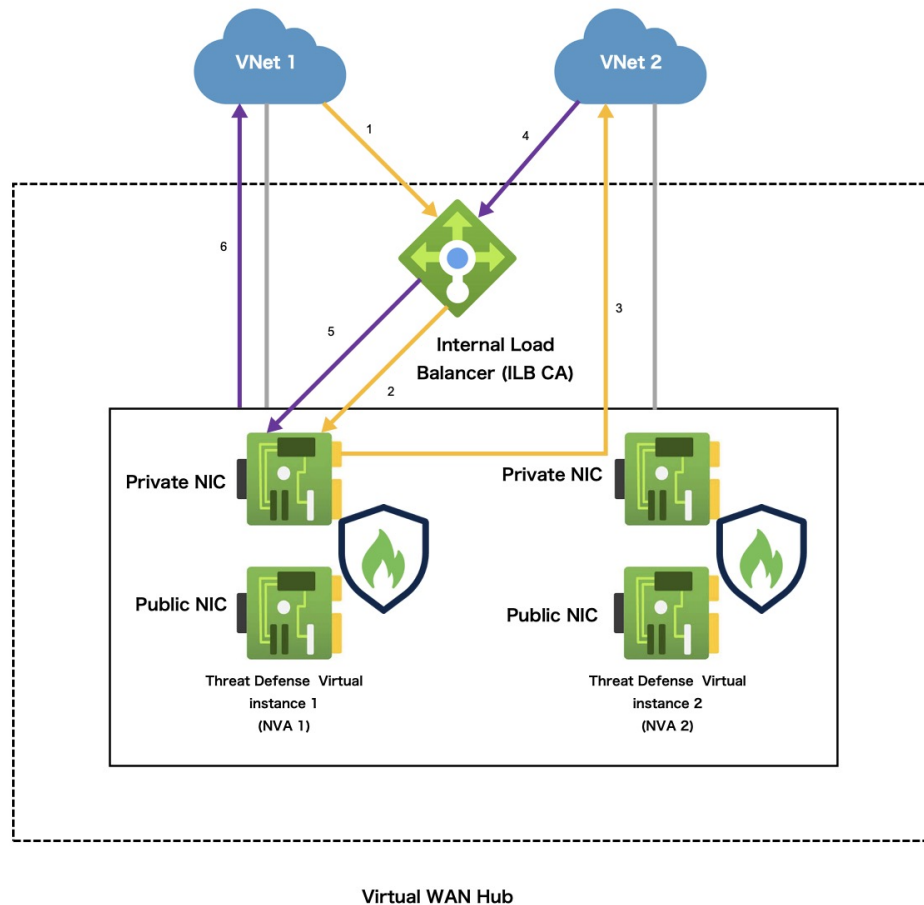 VNet 1
VNet 2
1
4
6
3
5
Internal Load
Balancer (ILB CA)
2
Private NIC
Private NIC
Public NIC
Public NIC
Threat Defense Virtual
instance 1
(NVA 1)
Threat Defense Virtual
instance 2
(NVA 2)
Virtual WAN Hub